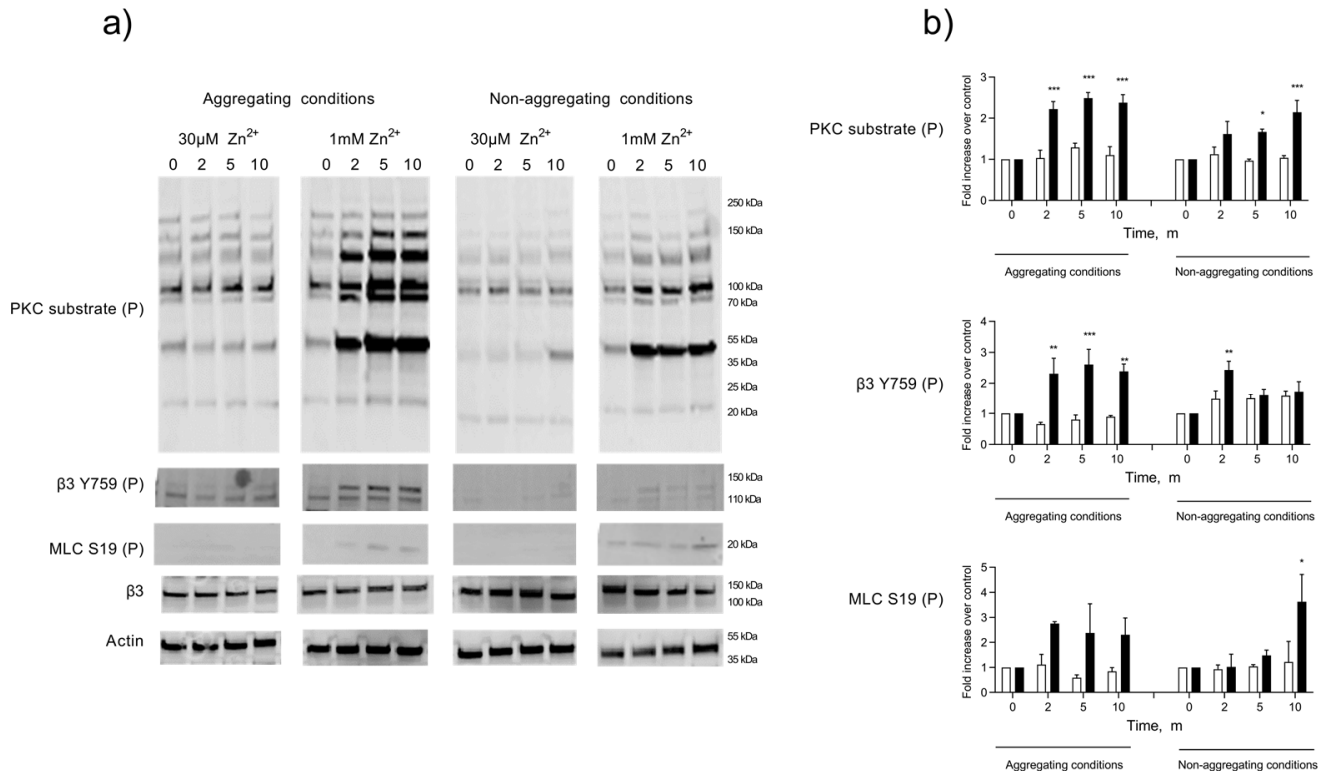 a)
Aggregating conditions
Non-aggregating conditions
30µM Zn²⁺
1mM Zn²⁺
30µM Zn²⁺
1mM Zn²⁺
0 2 5 10 0 2 5 10 0 2 5 10 0 2 5 10
250 kDa
150 kDa
100 kDa
70 kDa
PKC substrate (P)
55 kDa
35 kDa
25 kDa
20 kDa
β3 Y759 (P)
150 kDa
110 kDa
MLC S19 (P)
20 kDa
β3
150 kDa
100 kDa
Actin
55 kDa
35 kDa
b)
PKC substrate (P)
Fold increase over control
3
2
1
0
*** *** *** * ***
0 2 5 10 0 2 5 10
Time, m
Aggregating conditions
Non-aggregating conditions
β3 Y759 (P)
Fold increase over control
4
3
2
1
0
** *** ** **
0 2 5 10 0 2 5 10
Time, m
Aggregating conditions
Non-aggregating conditions
MLC S19 (P)
Fold increase over control
5
4
3
2
1
0
*
0 2 5 10 0 2 5 10
Time, m
Aggregating conditions
Non-aggregating conditions